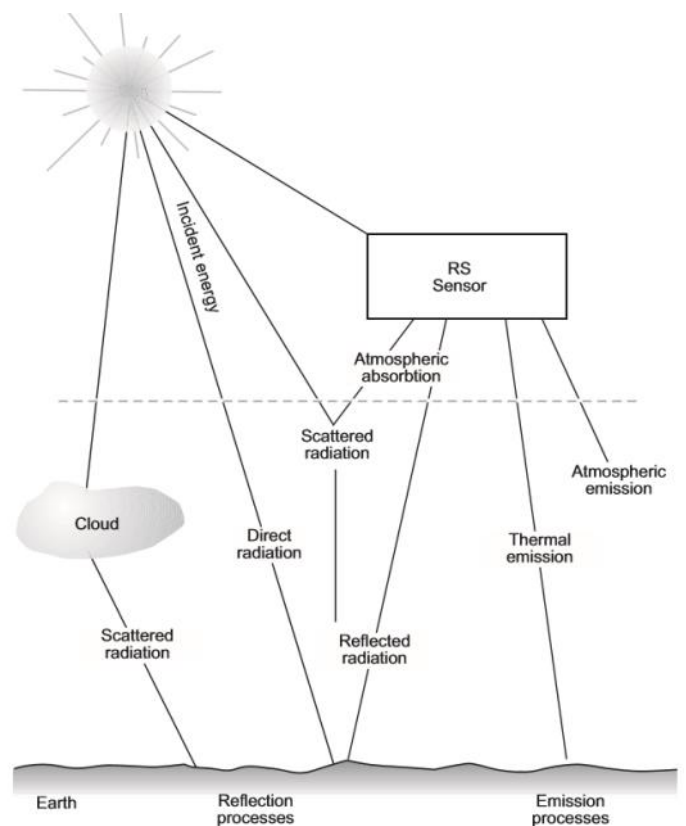 Incident energy
RS
Sensor
Atmospheric
absorbtion
Scattered
radiation
Atmospheric
emission
Cloud
Direct
radiation
Thermal
emission
Scattered
radiation
Reflected
radiation
Earth
Reflection
processes
Emission
processes